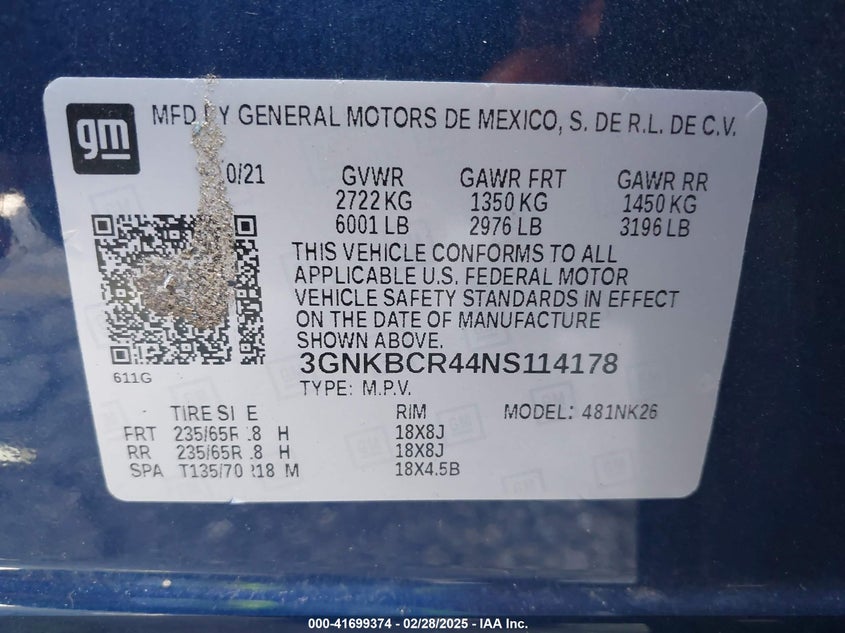 gm
MFD BY GENERAL MOTORS DE MEXICO, S. DE R.L. DE C.V.
0/21 GVWR GAWR FRT GAWR RR
2722 KG 1350 KG 1450 KG
6001 LB 2976 LB 3196 LB
THIS VEHICLE CONFORMS TO ALL
APPLICABLE U.S. FEDERAL MOTOR
VEHICLE SAFETY STANDARDS IN EFFECT
ON THE DATE OF MANUFACTURE
SHOWN ABOVE.
3GNKBCR44NS114178
611G TYPE: M.P.V.
TIRE SI E RIM MODEL: 481NK26
FRT 235/65R 8 H 18X8J
RR 235/65R 8 H 18X8J
SPA T135/70 R18 M 18X4.5B
000-41699374 - 02/28/2025 - IAA Inc.